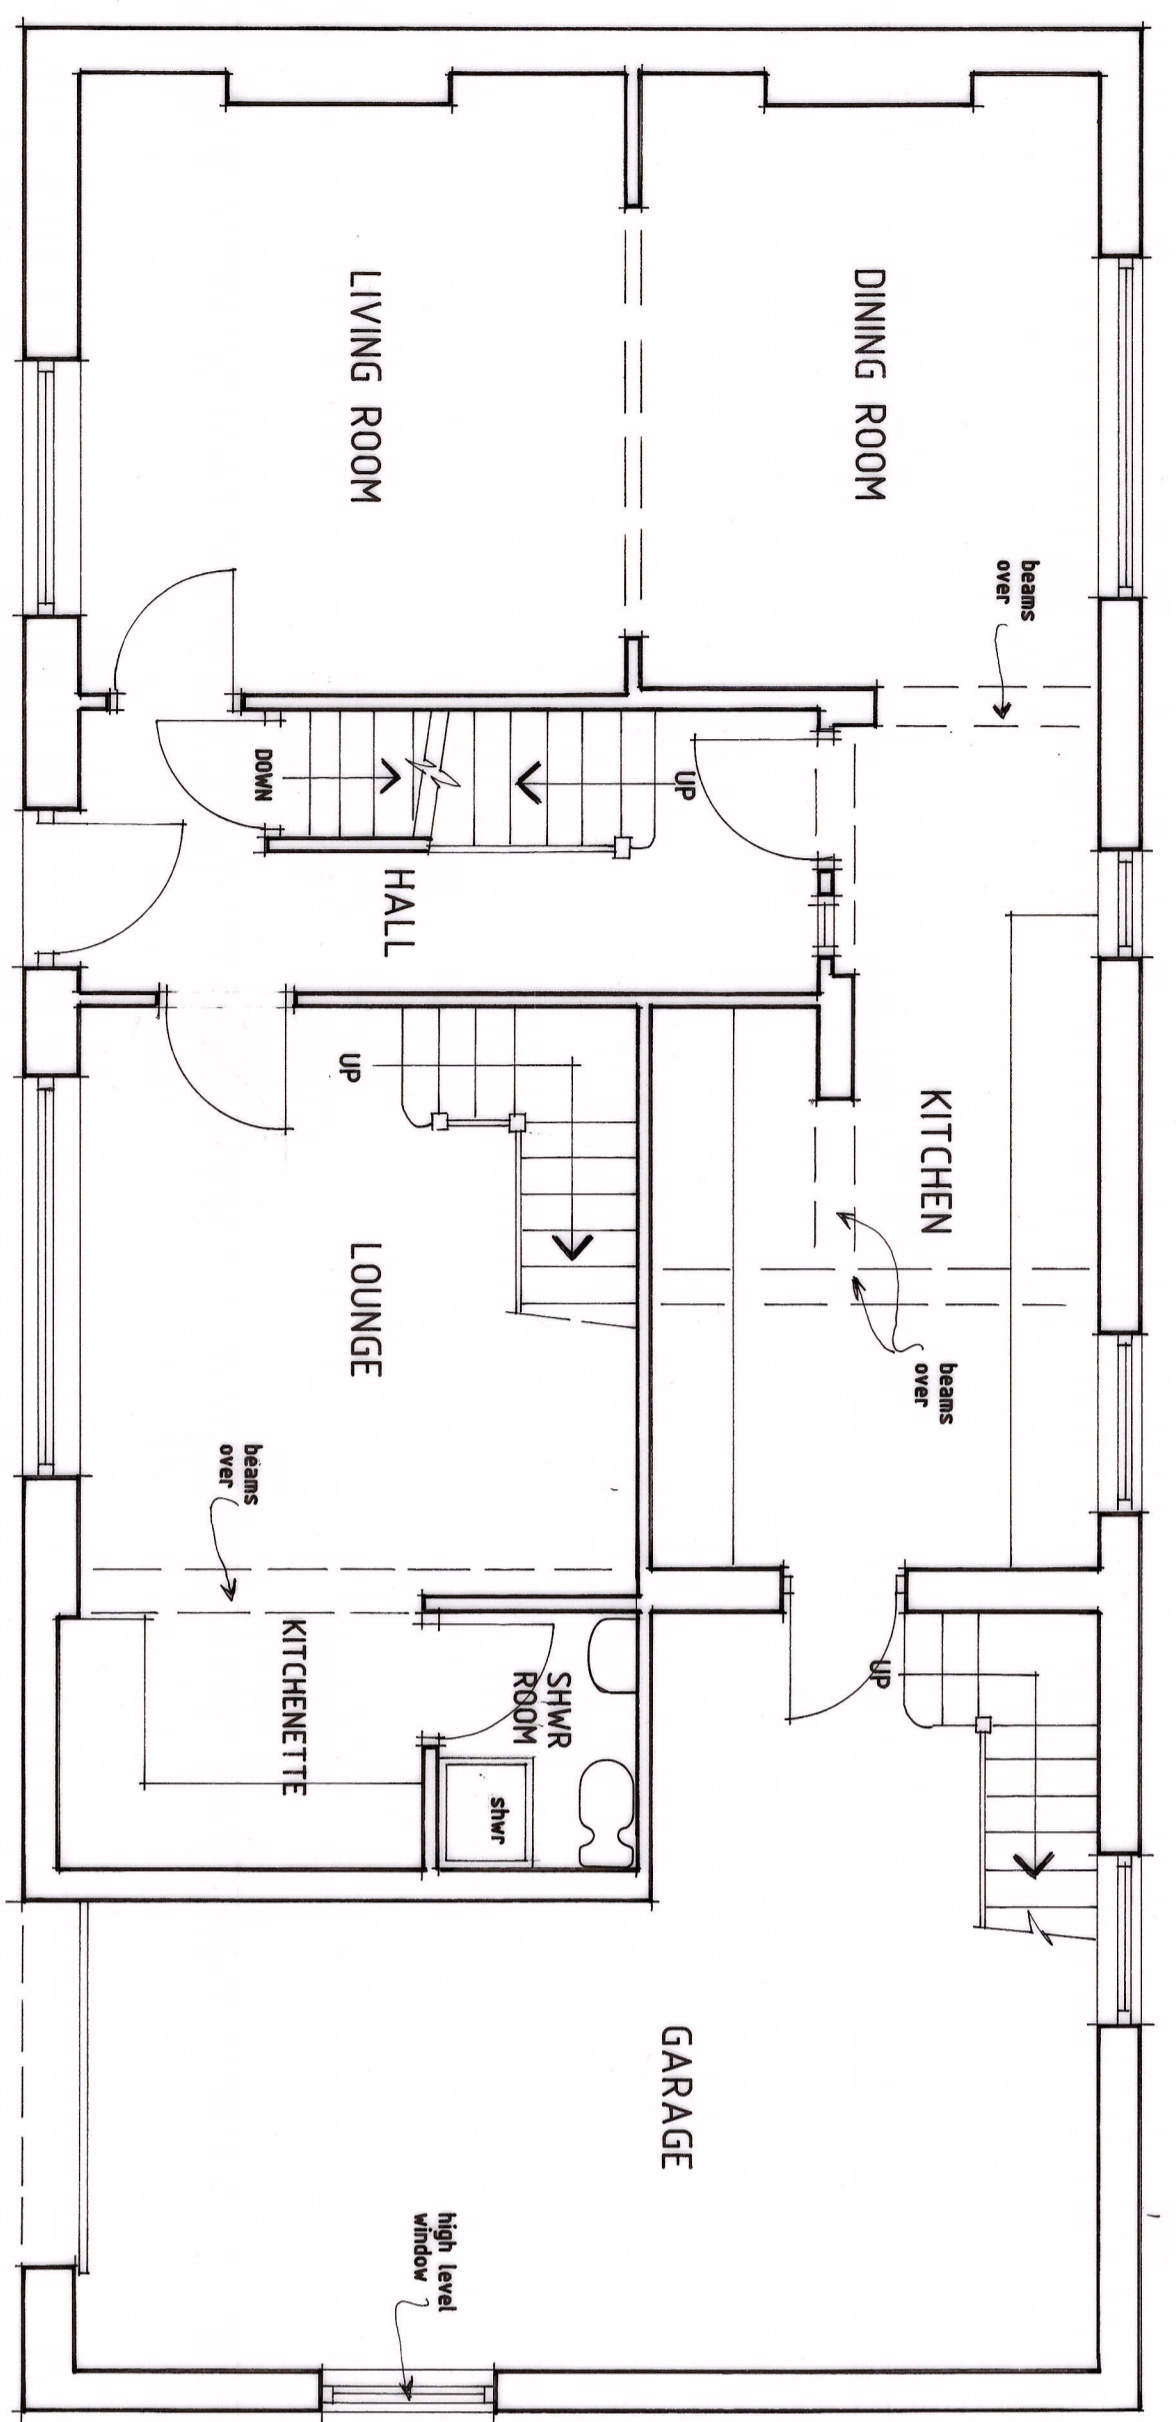 DINING ROOM
beams
over
KITCHEN
beams
over
UP
GARAGE
UP
LIVING ROOM
DOWN
HALL
UP
LOUNGE
SHWR
ROOM
shwr
beams
over
KITCHENETTE
high level
window